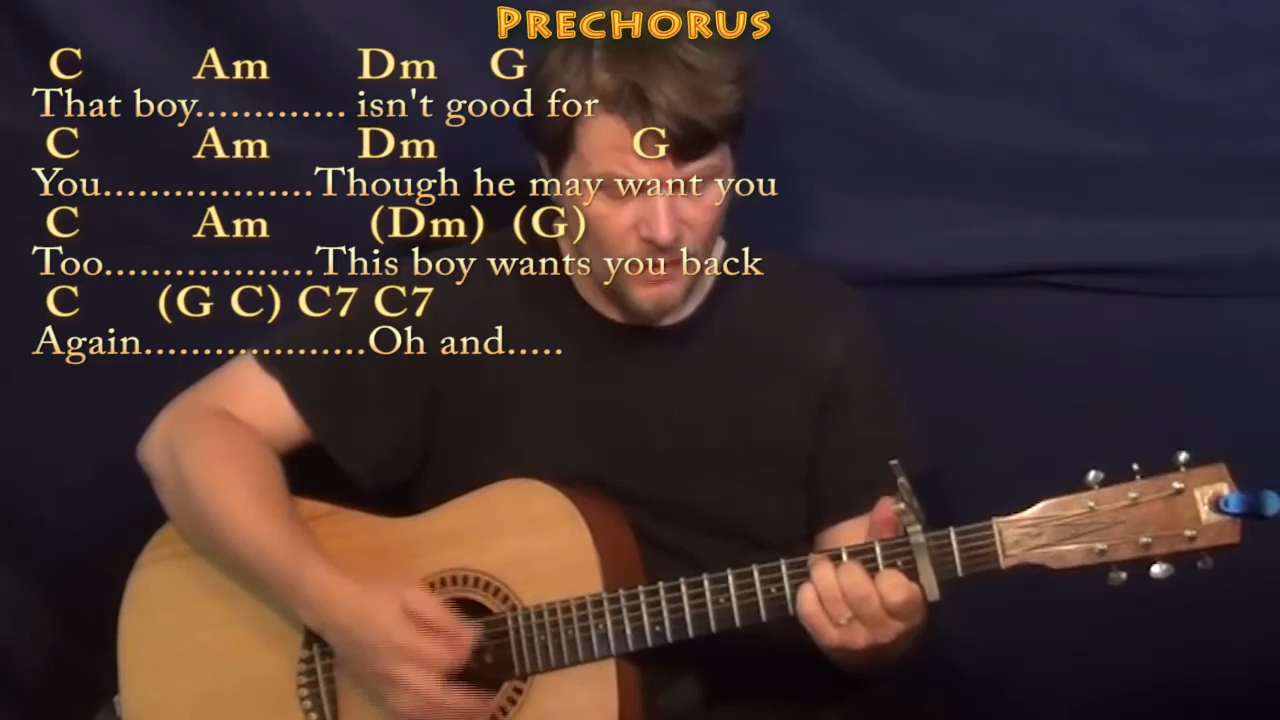 PRECHORUS
C Am Dm G
That boy............. isn't good for
C Am Dm G
You..................Though he may want you
C Am (Dm) (G)
Too..................This boy wants you back
C (G C) C7 C7
Again...................Oh and.....